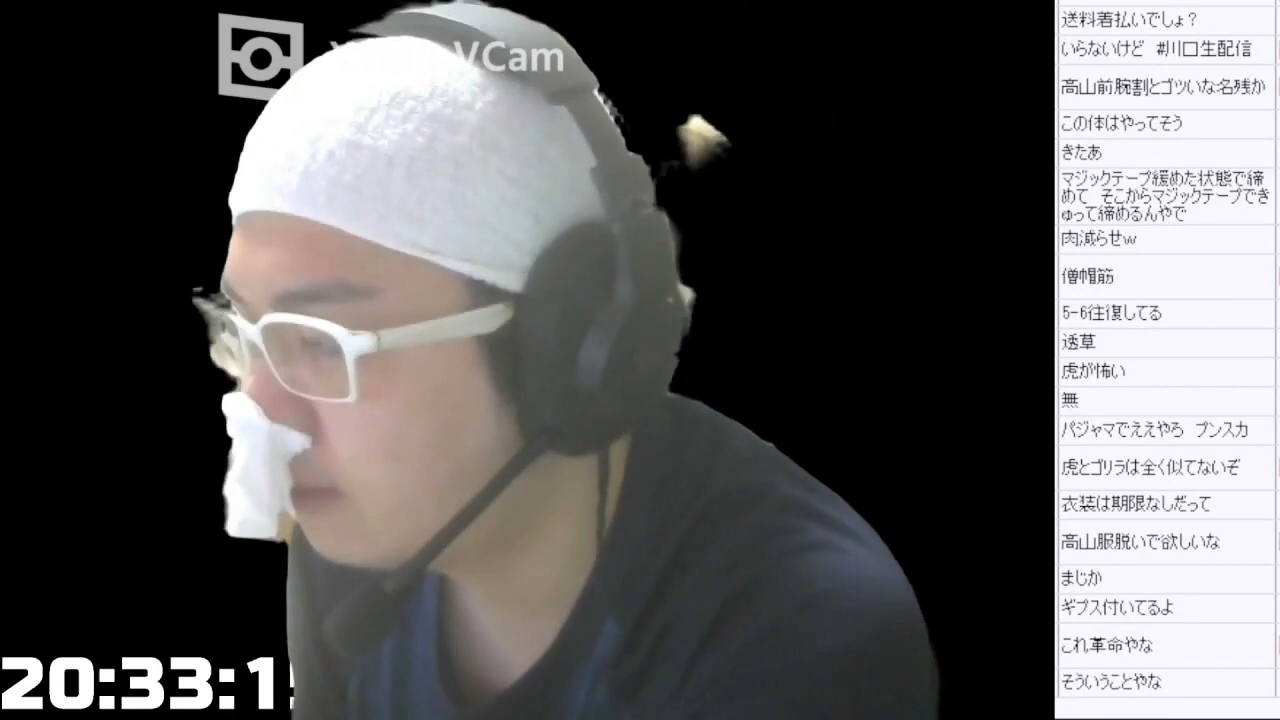 VCam
送料着払いでしょ?
いらないけど #川口生配信
高山前腕割とゴツいな名残か
この体はやってそう
きたあ
マジックテープ緩めた状態で締
めて そこからマジックテープでき
ゅって締めるんやで
肉減らせw
僧帽筋
5-6往復してる
透草
虎が怖い
無
パジャマでええやろ プンスカ
虎とゴリラは全く似てないぞ
衣装は期限なしだって
高山服脱いで欲しいな
まじか
ギプス付いてるよ
これ革命やな
そういうことやな
20:33:1